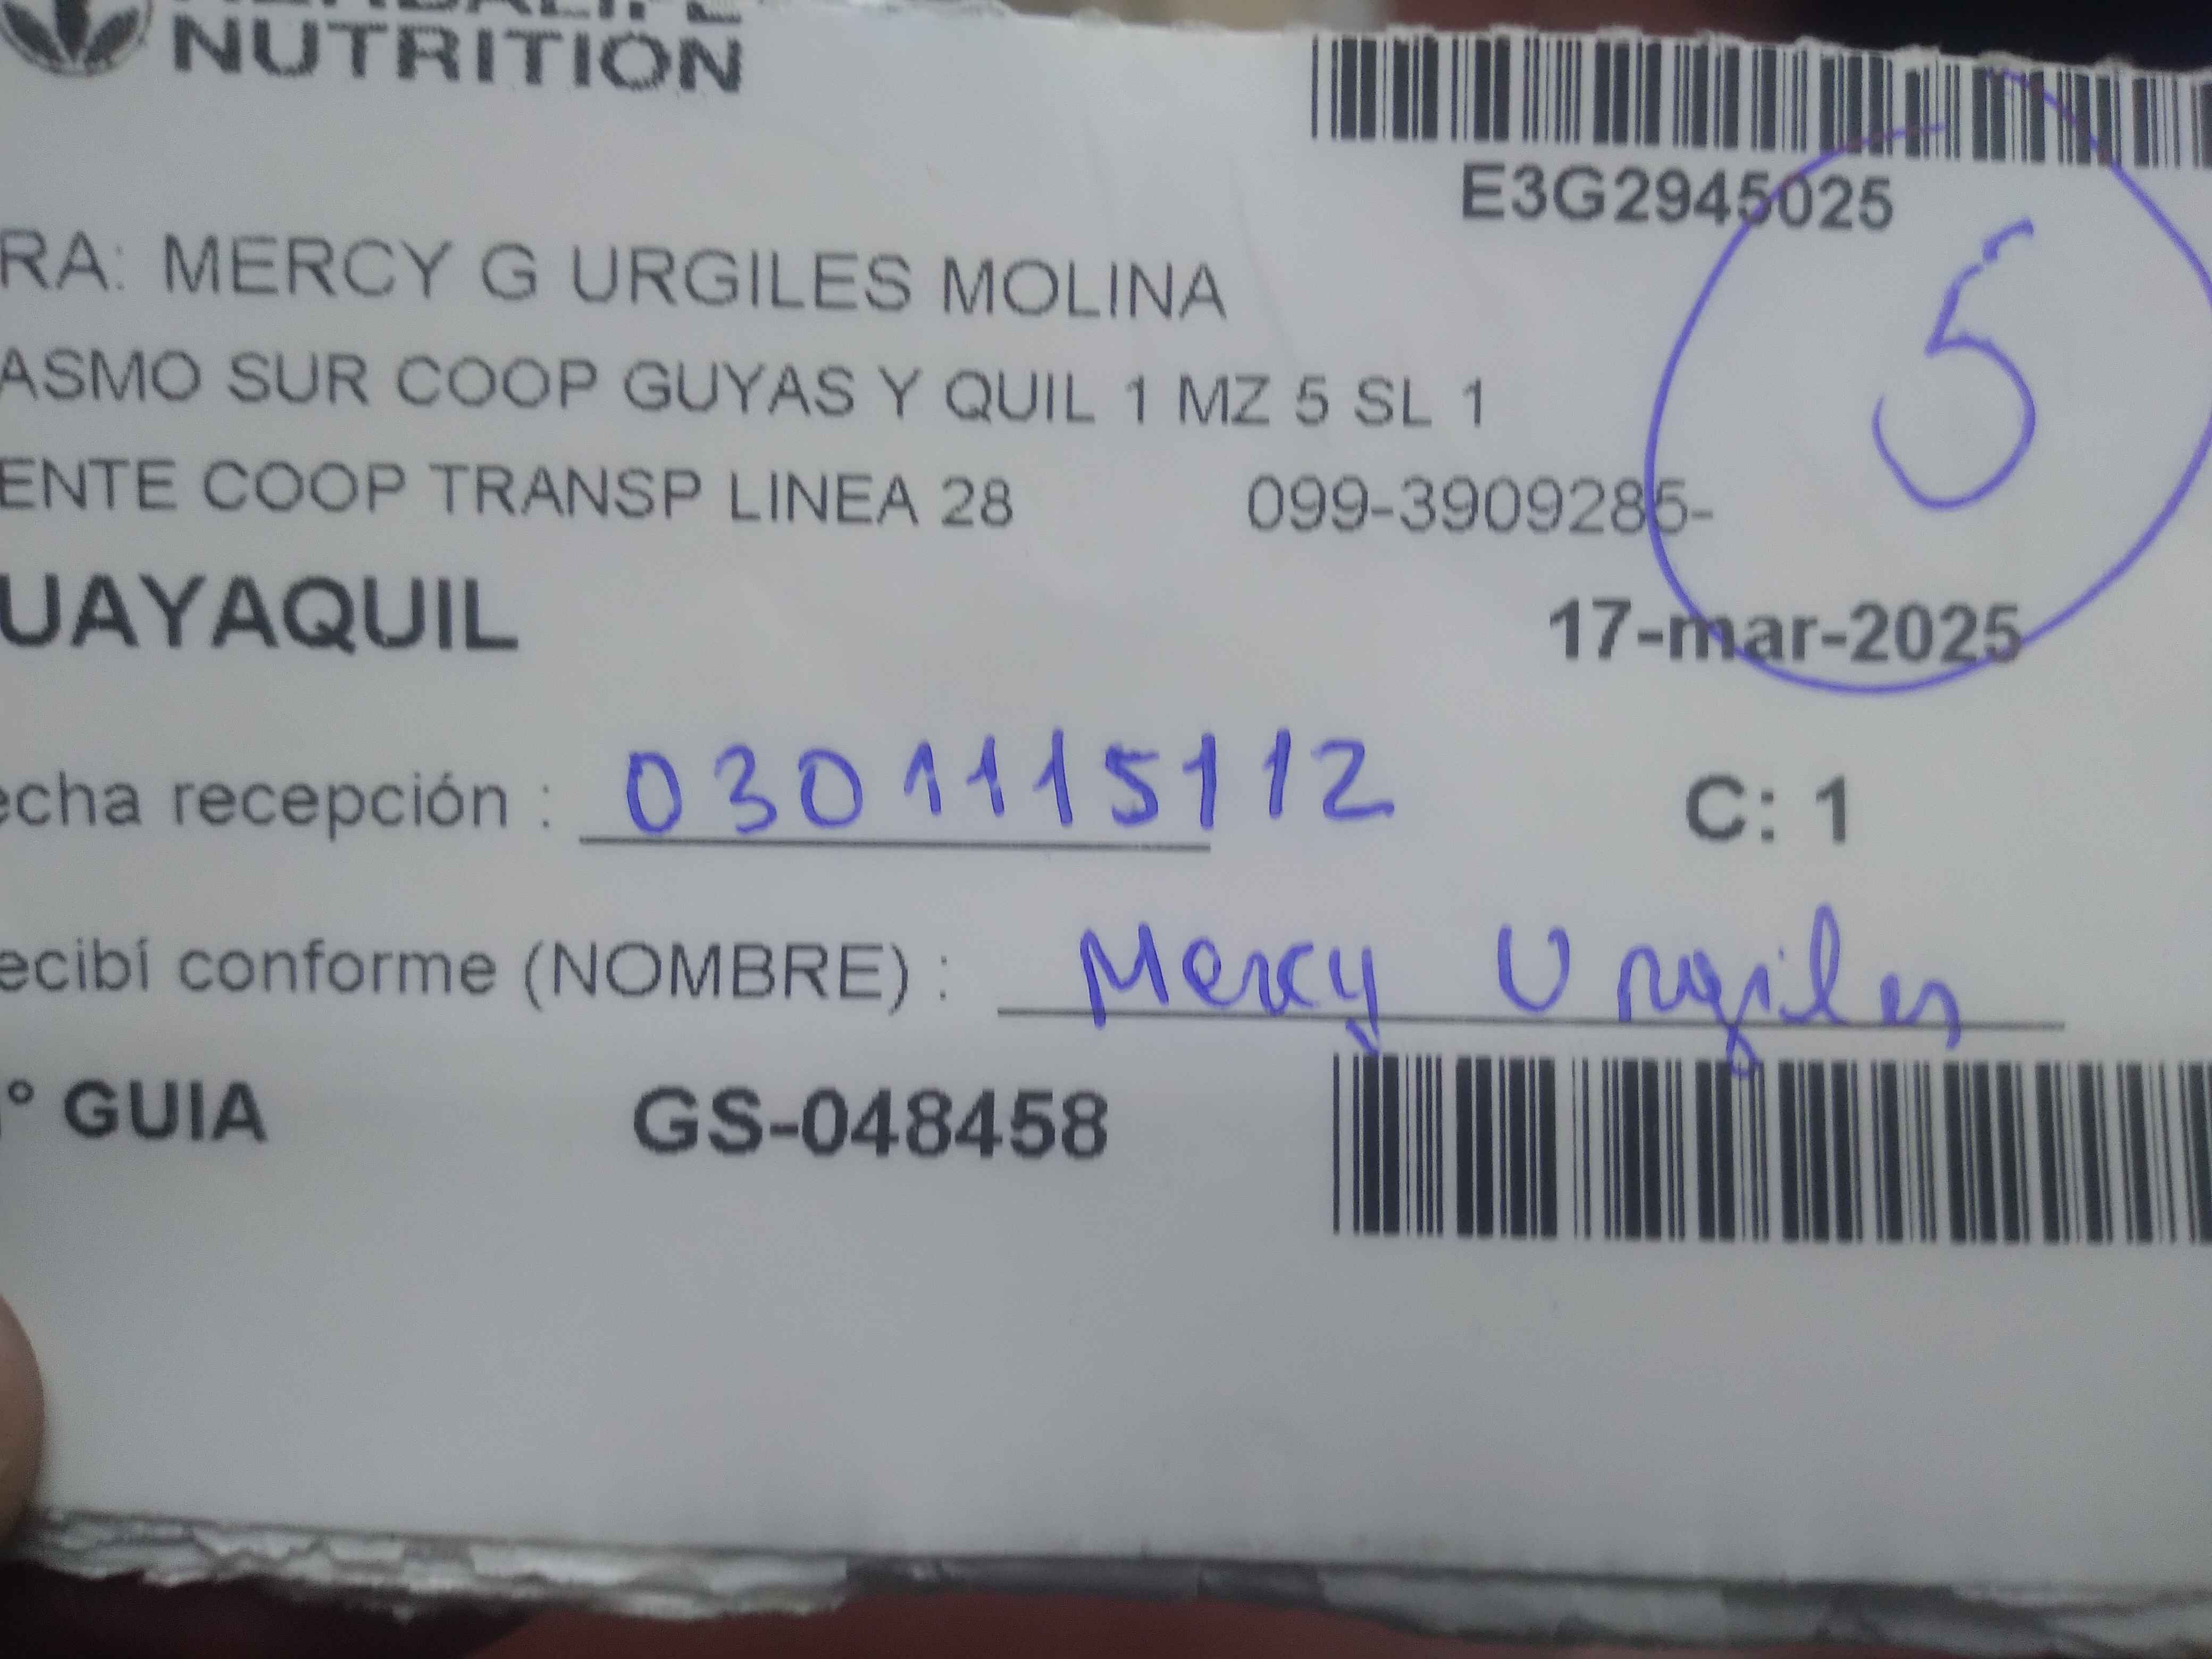 NUTRITION
E3G2945025
RA: MERCY G URGILES MOLINA
5
ASMO SUR COOP GUYAS Y QUIL 1 MZ 5 SL 1
ENTE COOP TRANSP LINEA 28 099-3909285-
UAYAQUIL 17-mar-2025
echa recepción : 0301115112 C: 1
ecibí conforme (NOMBRE) : Mercy Urgiles
° GUIA GS-048458